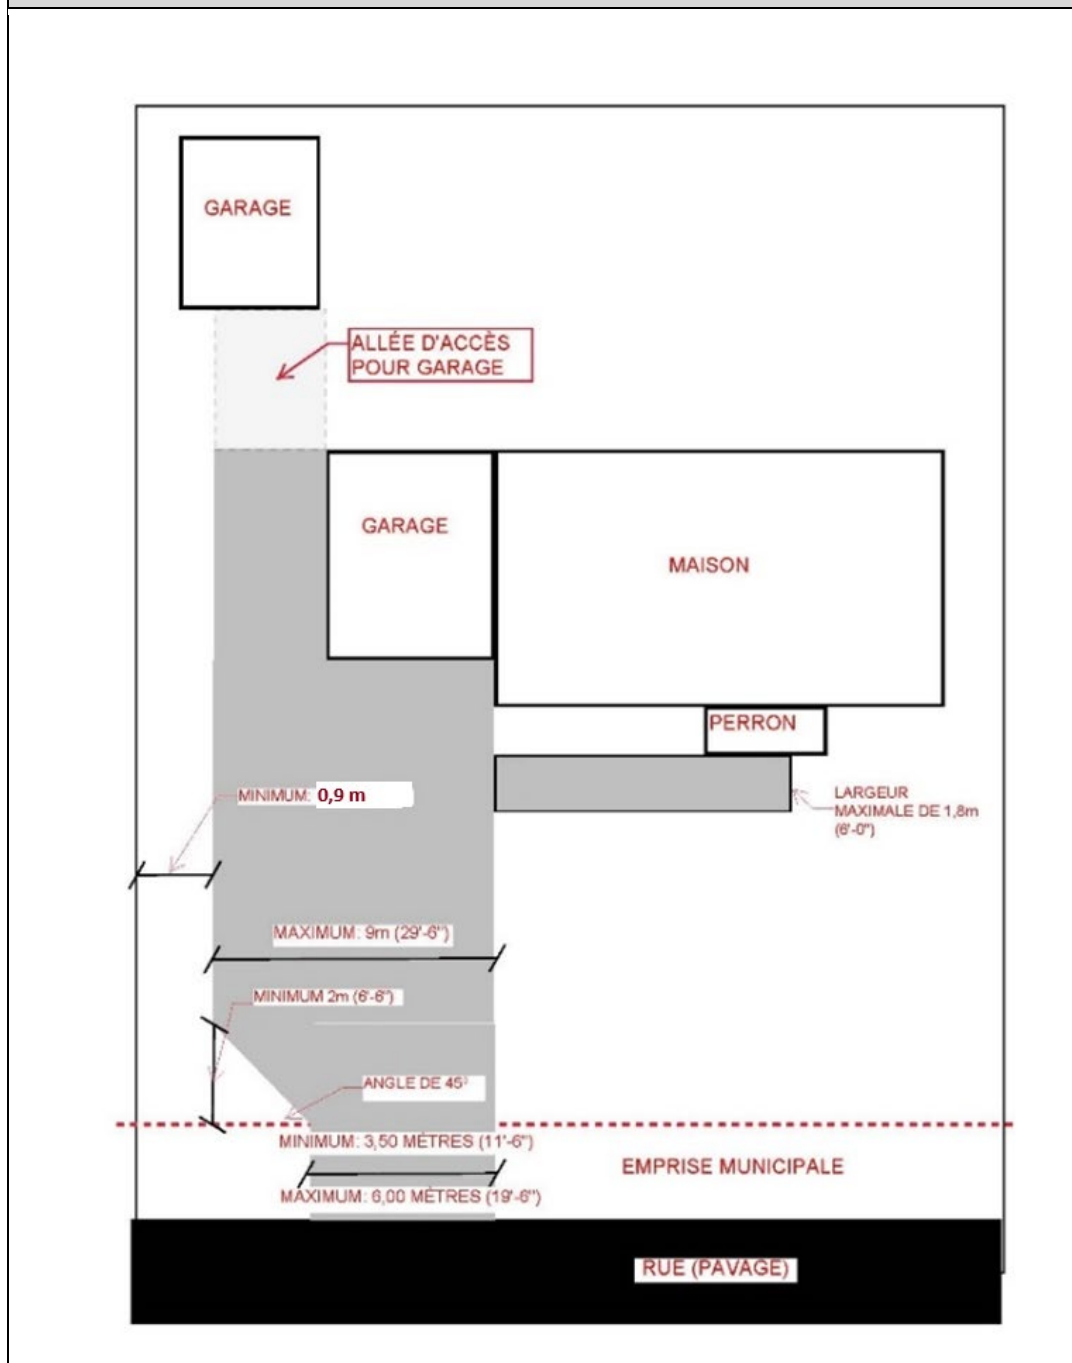 GARAGE
ALLÉE D'ACCÈS
POUR GARAGE
GARAGE
MAISON
PERRON
MINIMUM: 0,9 m
LARGEUR
MAXIMALE DE 1,8m
(6'-0")
MAXIMUM: 9m (29'-6")
MINIMUM 2m (6'-6")
ANGLE DE 45°
MINIMUM: 3,50 MÈTRES (11'-6")
EMPRISE MUNICIPALE
MAXIMUM: 6,00 MÈTRES (19'-6")
RUE (PAVAGE)